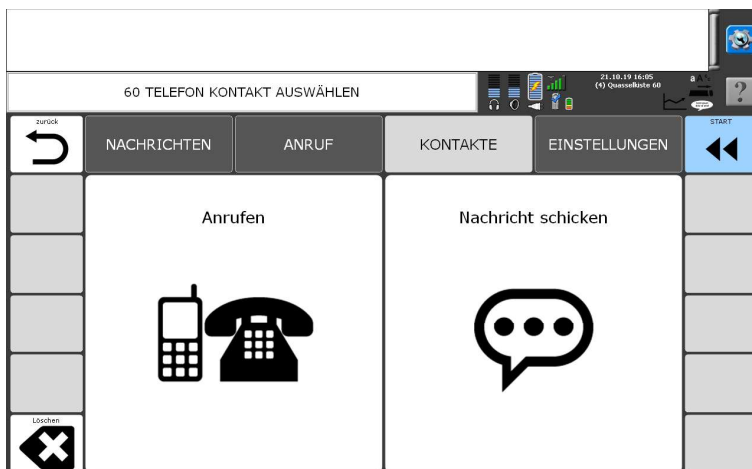 21.10.19 16:05
60 TELEFON KONTAKT AUSWÄHLEN
(4) Quasselkiste 60
?
zurück
NACHRICHTEN
ANRUF
KONTAKTE
EINSTELLUNGEN
START
Anrufen
Nachricht schicken
Löschen